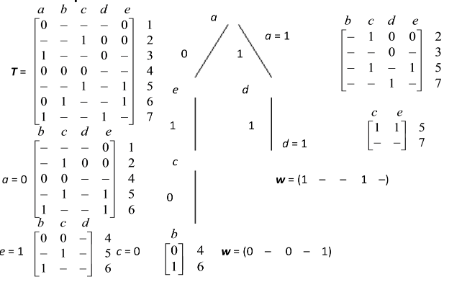 a b c d e
T =
0 – – – 0 1
– – 1 0 0 2
1 – – 0 – 3
0 0 0 – – 4
– – 1 – 1 5
0 1 – – 1 6
1 – – 1 – 7
a
0 1 a = 1
e d
1 1 d = 1
c
0
b c d e
– 1 0 0 2
– – 0 – 3
– 1 – 1 5
– – 1 – 7
c e
1 1 5
– – 7
w = (1 – – 1 –)
b c d e
a = 0
– – – 0 1
– 1 0 0 2
0 0 – – 4
– 1 – 1 5
1 – – 1 6
b c d
e = 1
0 0 – 4
– 1 – 5
1 – – 6
c = 0
b
0 4
1 6
w = (0 – 0 – 1)